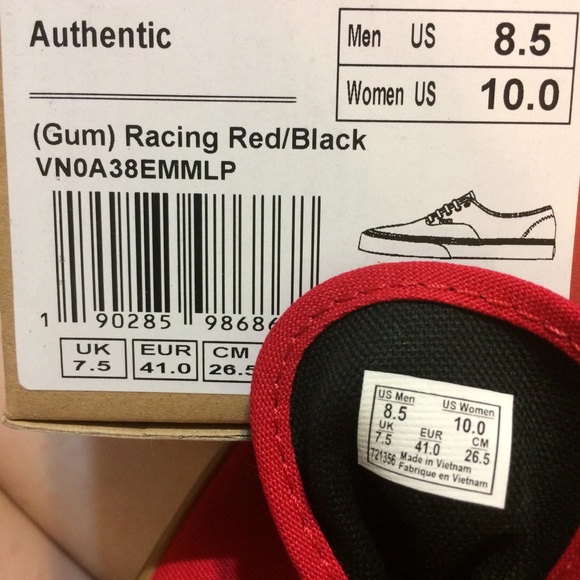 Authentic
Men US 8.5
Women US 10.0
(Gum) Racing Red/Black
VN0A38EMMLP
1 90285 98686
UK EUR CM
7.5 41.0 26.5
US Men US Women
8.5 10.0
UK EUR CM
7.5 41.0 26.5
721356 Made in Vietnam
Fabrique en Vietnam